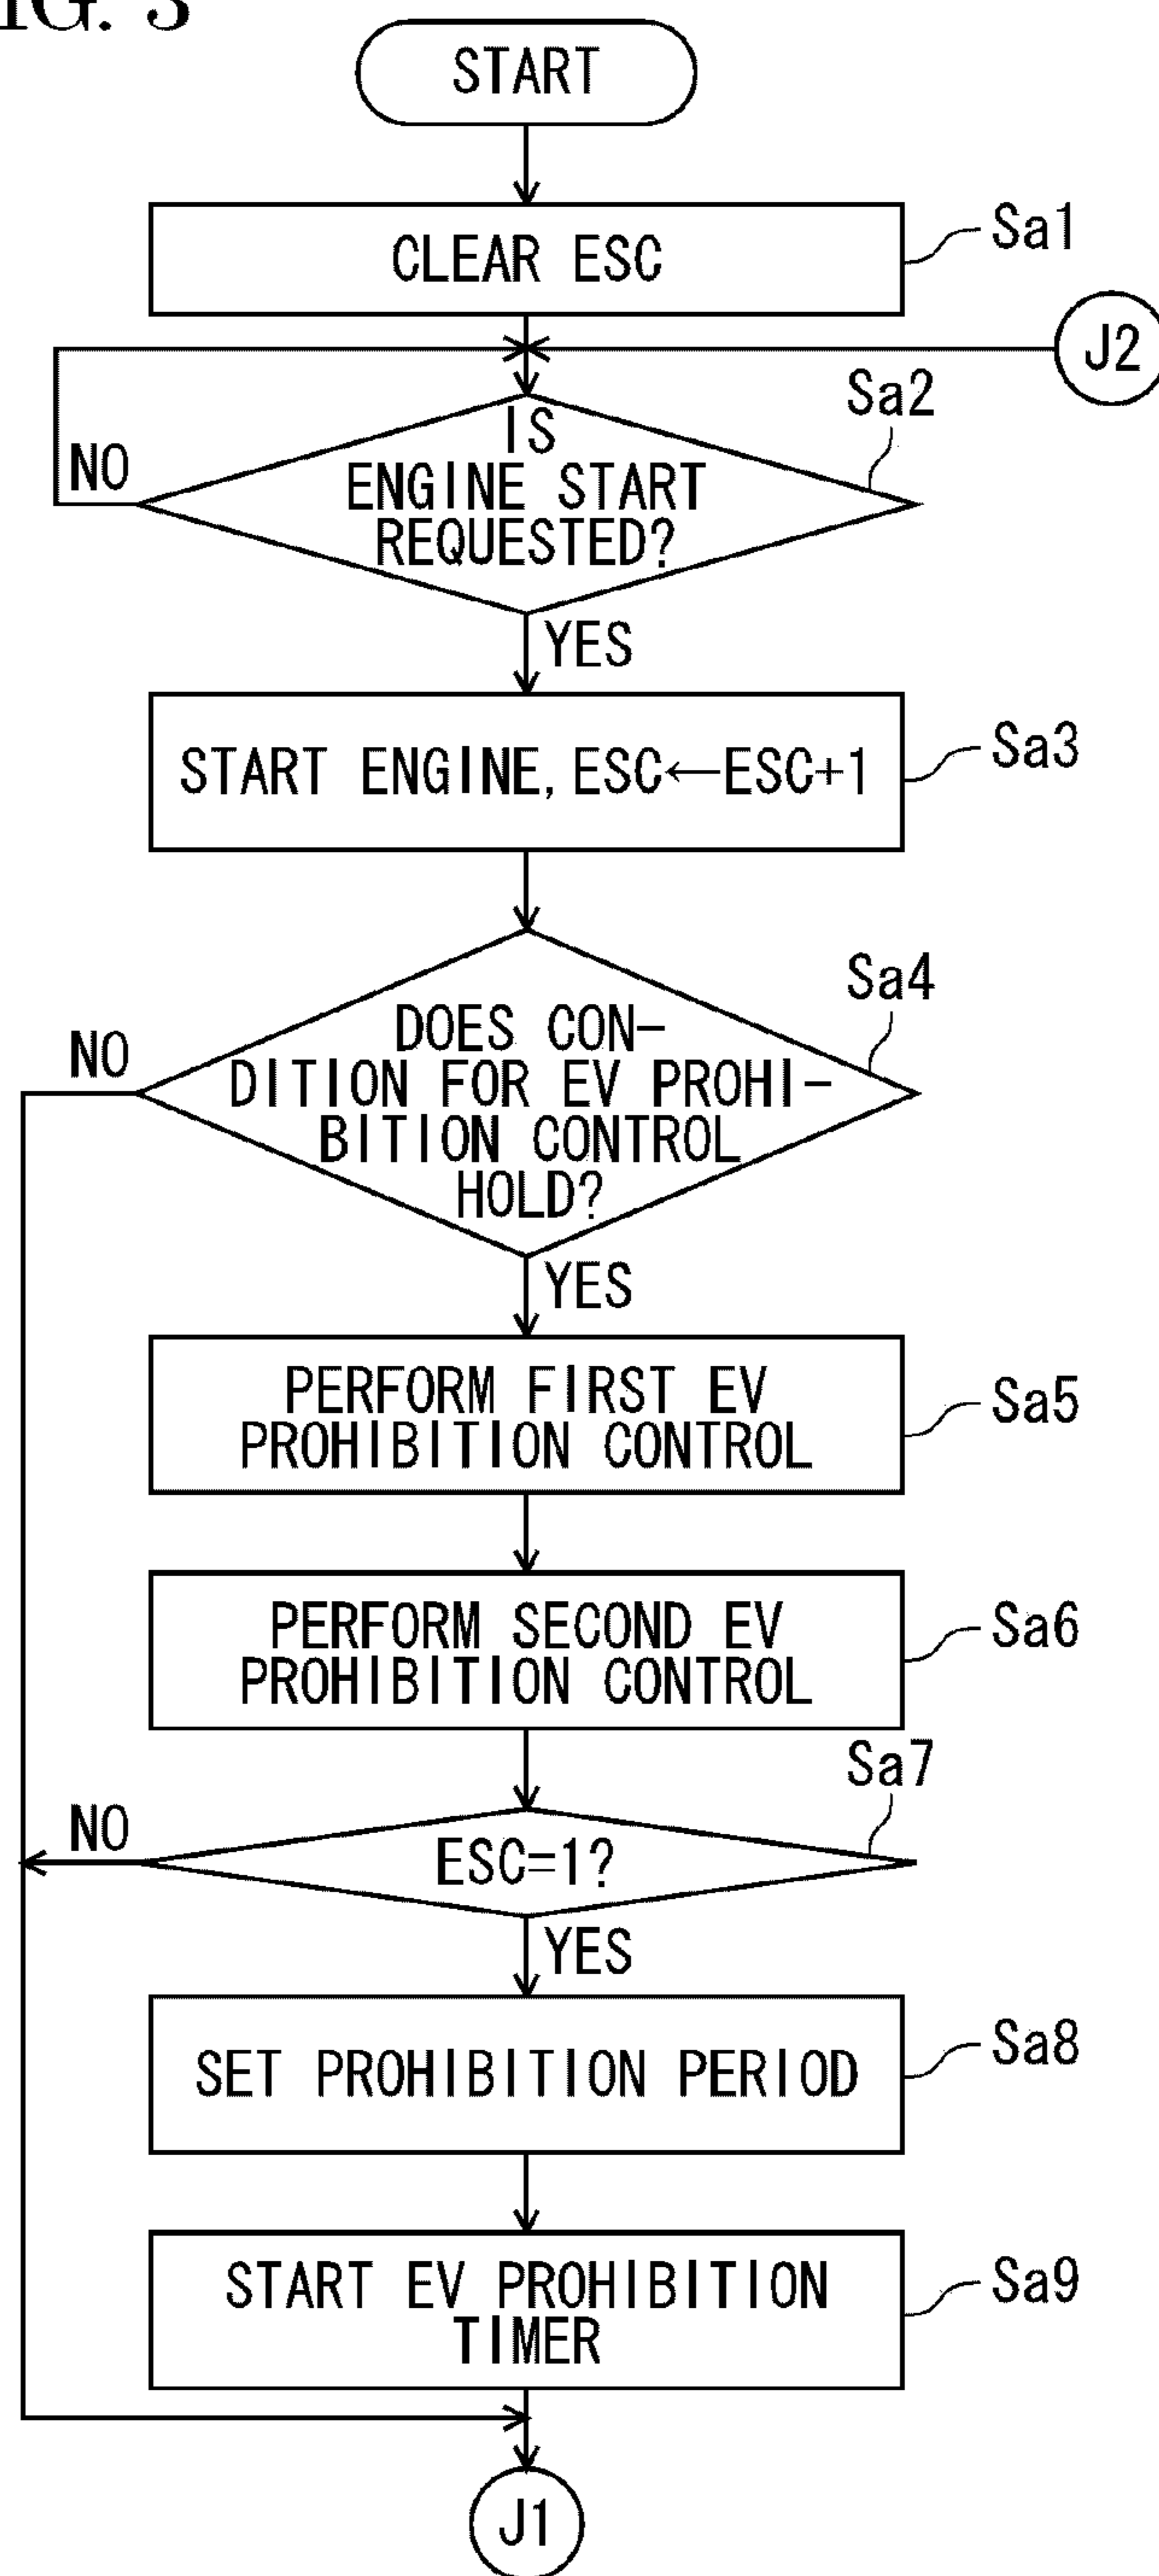 IG. 3
START
CLEAR ESC
Sa1
J2
Sa2
IS
ENGINE START
REQUESTED?
NO
YES
START ENGINE, ESC←ESC+1
Sa3
Sa4
DOES CON-
DITION FOR EV PROHI-
BITION CONTROL
HOLD?
NO
YES
PERFORM FIRST EV
PROHIBITION CONTROL
Sa5
PERFORM SECOND EV
PROHIBITION CONTROL
Sa6
Sa7
NO
ESC=1?
YES
SET PROHIBITION PERIOD
Sa8
START EV PROHIBITION
TIMER
Sa9
J1